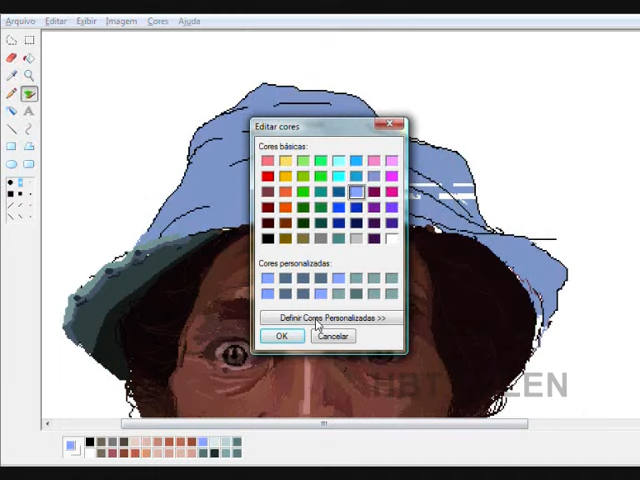 Arquivo Editar Exibir Imagem Cores Ajuda
Editar cores
Cores básicas:
Cores personalizadas:
Definir Cores Personalizadas >>
OK Cancelar